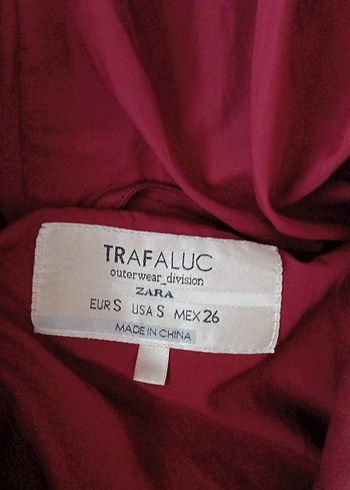 TRAFALUC
outerwear_division
ZARA
EUR S USA S MEX 26
MADE IN CHINA